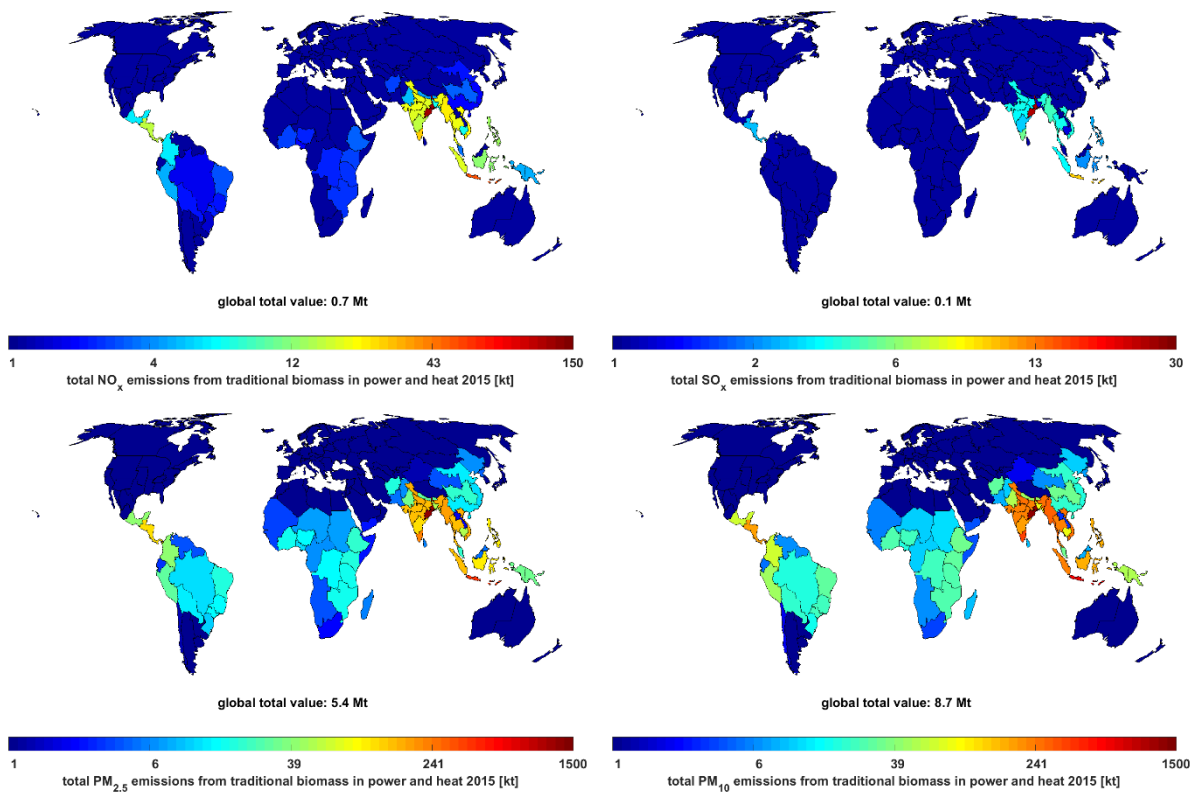 global total value: 0.7 Mt
global total value: 0.1 Mt
1 4 12 43 150
1 2 6 13 30
total NOx emissions from traditional biomass in power and heat 2015 [kt]
total SOx emissions from traditional biomass in power and heat 2015 [kt]
global total value: 5.4 Mt
global total value: 8.7 Mt
1 6 39 241 1500
1 6 39 241 1500
total PM2.5 emissions from traditional biomass in power and heat 2015 [kt]
total PM10 emissions from traditional biomass in power and heat 2015 [kt]